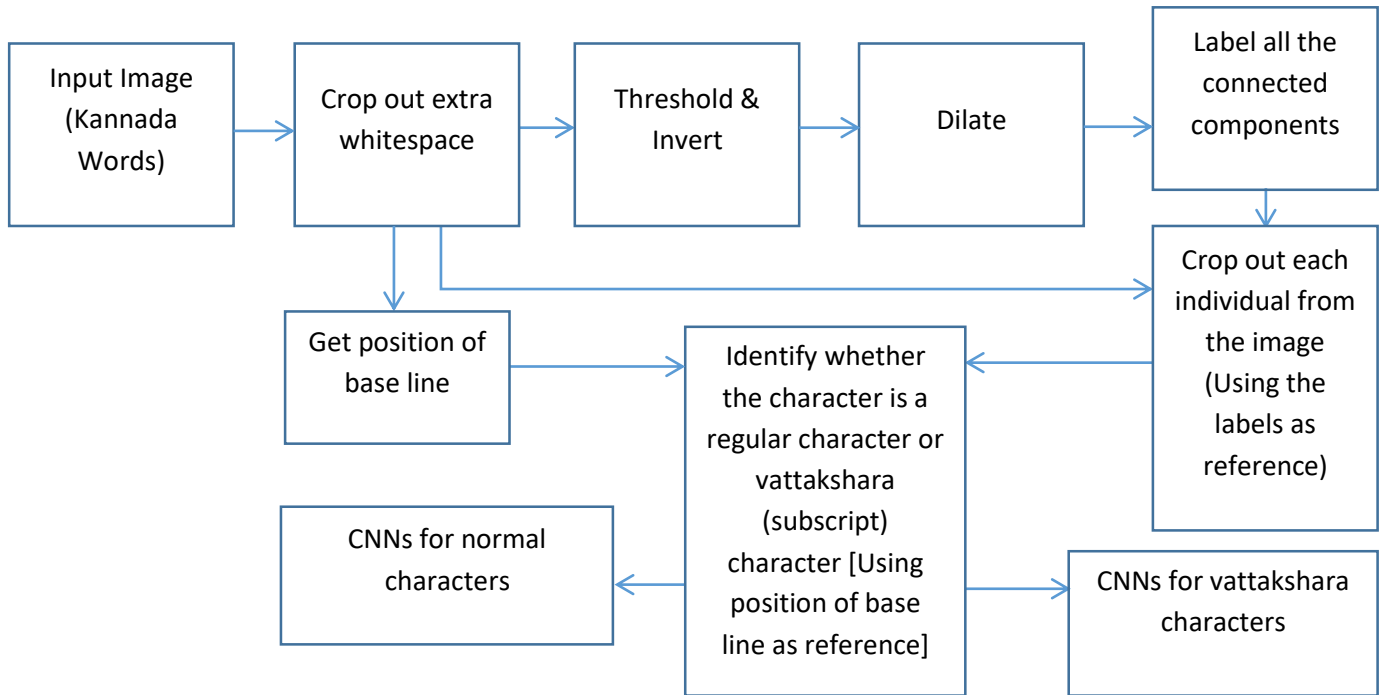 Input Image
(Kannada
Words)
Crop out extra
whitespace
Threshold &
Invert
Dilate
Label all the
connected
components
Get position of
base line
Identify whether
the character is a
regular character or
vattakshara
(subscript)
character [Using
position of base
line as reference]
Crop out each
individual from
the image
(Using the
labels as
reference)
CNNs for normal
characters
CNNs for vattakshara
characters